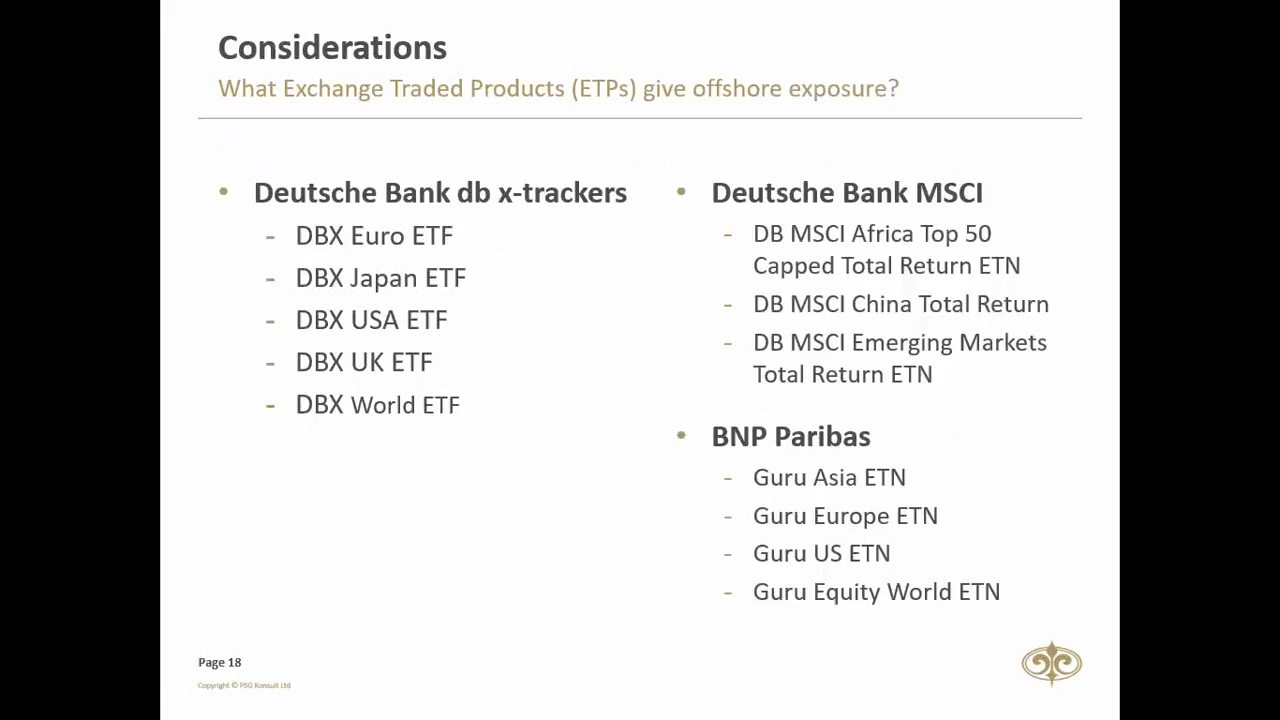 Considerations
What Exchange Traded Products (ETPs) give offshore exposure?
• Deutsche Bank db x-trackers
- DBX Euro ETF
- DBX Japan ETF
- DBX USA ETF
- DBX UK ETF
- DBX World ETF
• Deutsche Bank MSCI
- DB MSCI Africa Top 50
Capped Total Return ETN
- DB MSCI China Total Return
- DB MSCI Emerging Markets
Total Return ETN
• BNP Paribas
- Guru Asia ETN
- Guru Europe ETN
- Guru US ETN
- Guru Equity World ETN
Page 18
Copyright © PSG Konsult Ltd